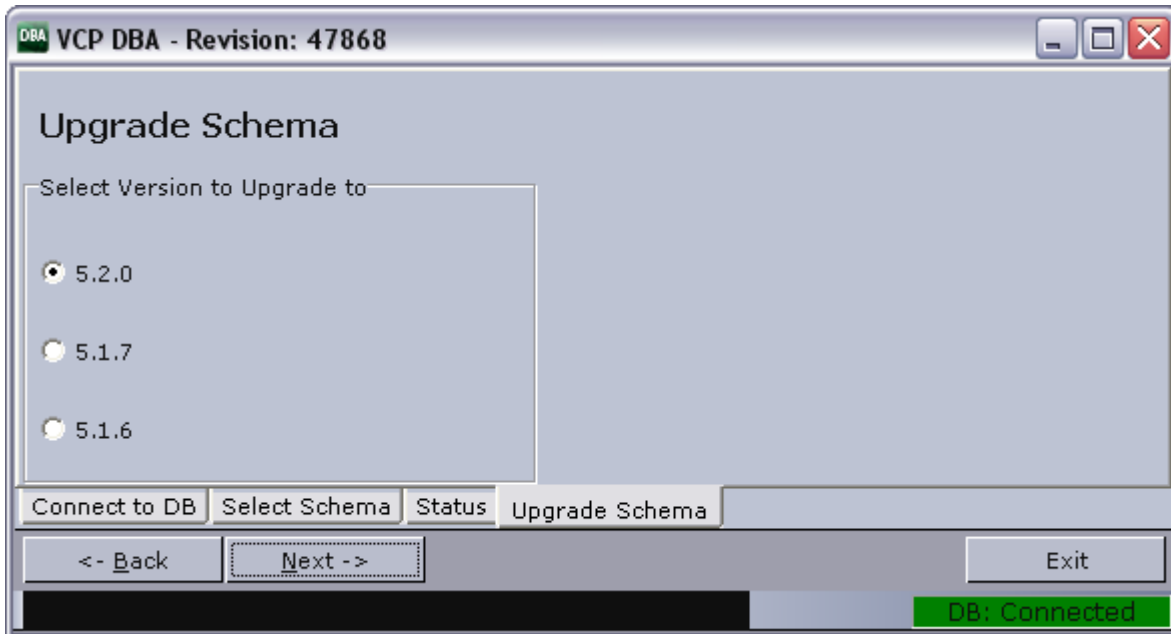 DBA VCP DBA - Revision: 47868
Upgrade Schema
Select Version to Upgrade to
5.2.0
5.1.7
5.1.6
Connect to DB Select Schema Status Upgrade Schema
<- Back Next -> Exit
DB: Connected